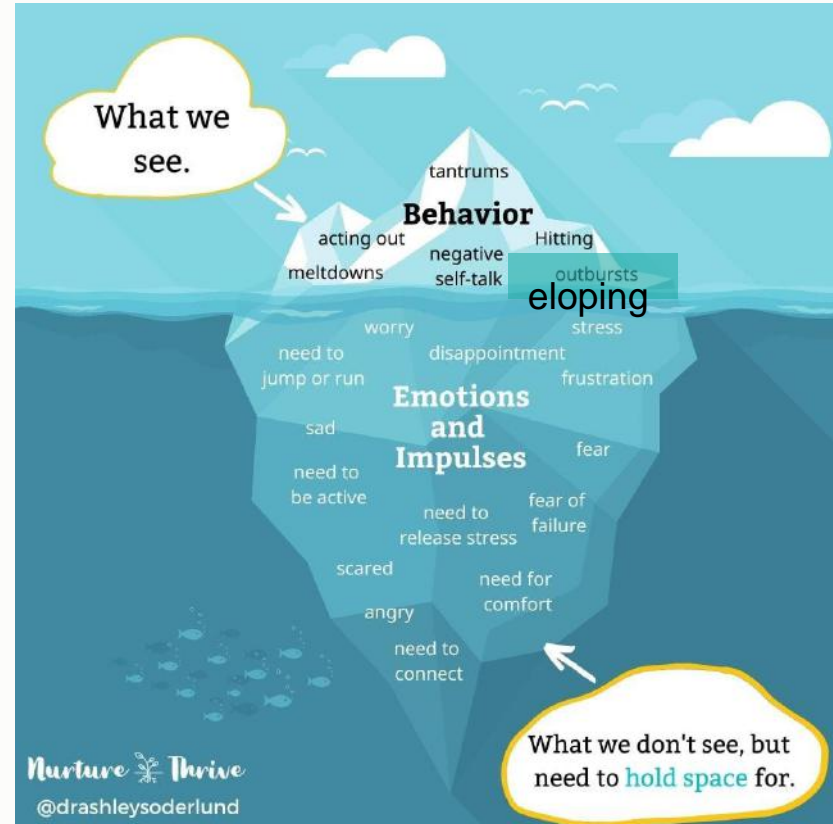 What we
see.
tantrums
Behavior
acting out
Hitting
negative
self-talk
meltdowns
outbursts
eloping
worry
stress
need to
jump or run
disappointment
frustration
Emotions
and
Impulses
sad
fear
need to
be active
fear of
failure
need to
release stress
scared
need for
comfort
angry
need to
connect
What we don't see, but
need to hold space for.
Nurture Thrive
@drashleysoderlund